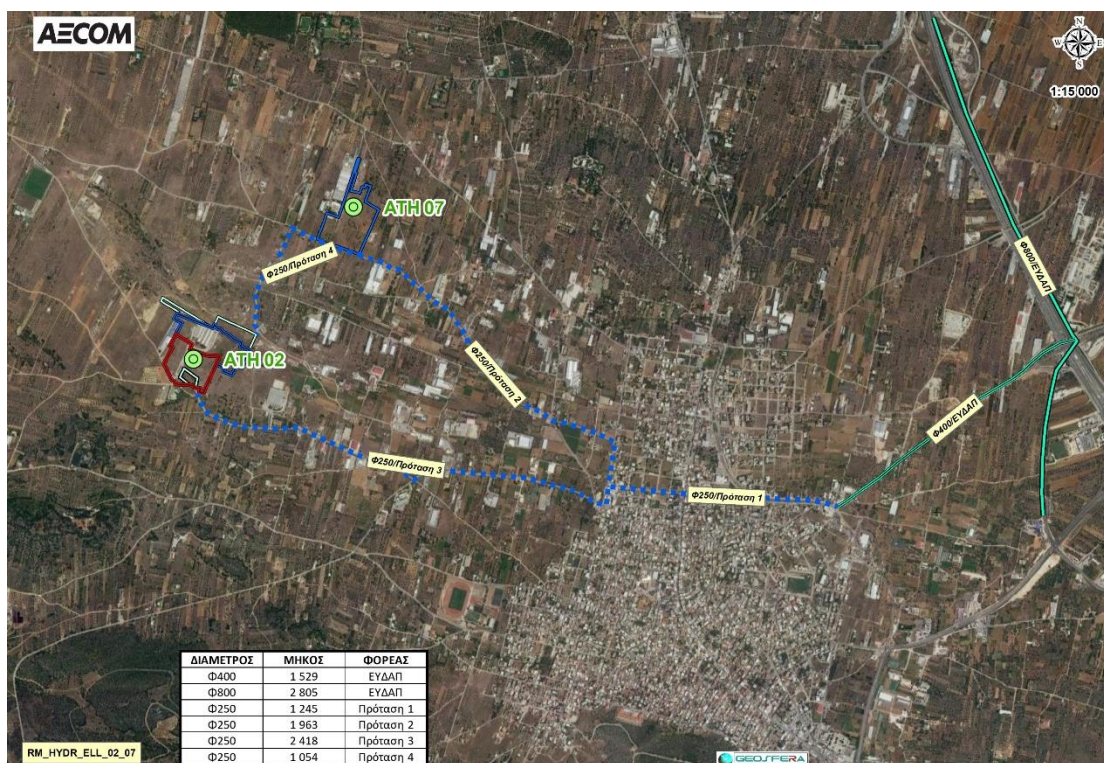 AECOM
N
W E
S
1:15 000
Φ800/ΕΥΔΑΠ
ATH 07
Φ250/Πρόταση 4
ATH 02
Φ250/Πρόταση 2
Φ400/ΕΥΔΑΠ
Φ250/Πρόταση 3
Φ250/Πρόταση 1
ΔΙΑΜΕΤΡΟΣ ΜΗΚΟΣ ΦΟΡΕΑΣ
Φ400 1 529 ΕΥΔΑΠ
Φ800 2 805 ΕΥΔΑΠ
Φ250 1 245 Πρόταση 1
Φ250 1 963 Πρόταση 2
Φ250 2 418 Πρόταση 3
Φ250 1 054 Πρόταση 4
RM_HYDR_ELL_02_07
GEOSFERA